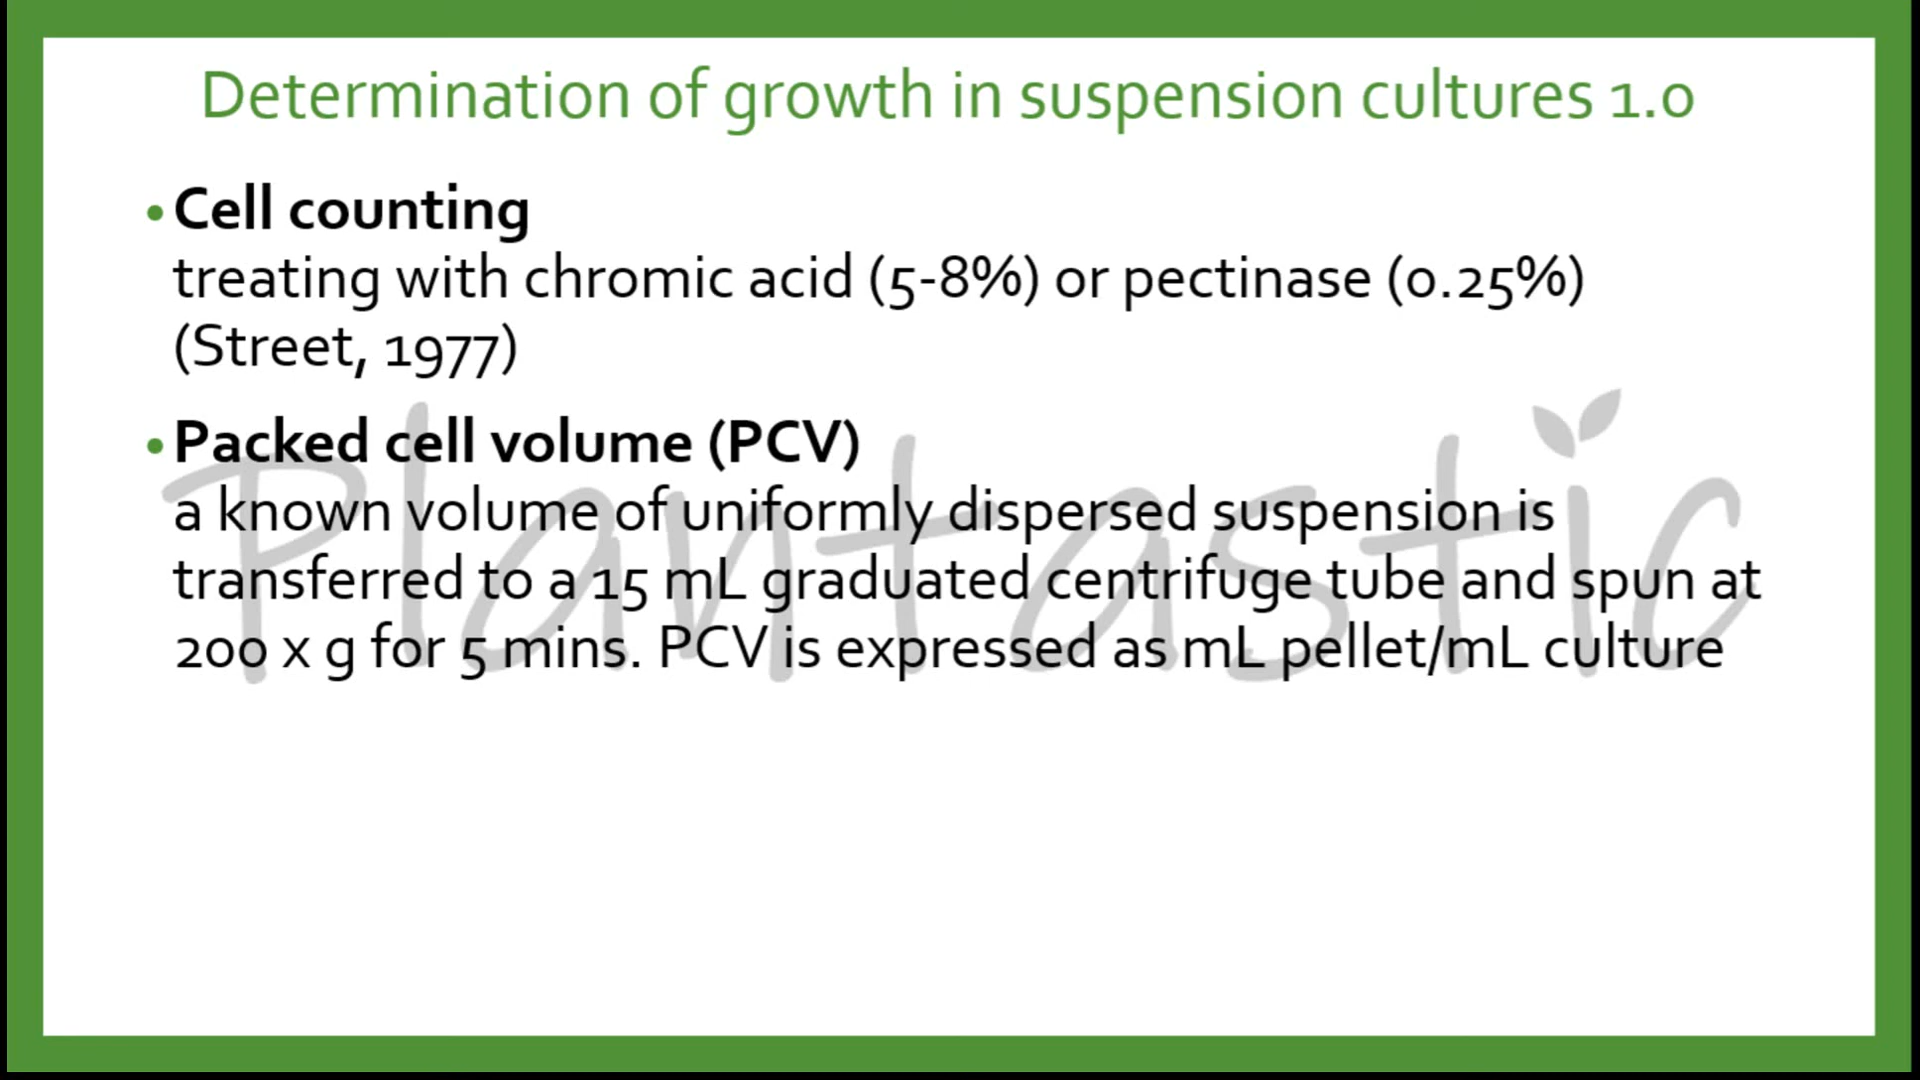 Determination of growth in suspension cultures 1.0
• Cell counting
treating with chromic acid (5-8%) or pectinase (0.25%)
(Street, 1977)
• Packed cell volume (PCV)
a known volume of uniformly dispersed suspension is
transferred to a 15 mL graduated centrifuge tube and spun at
200 x g for 5 mins. PCV is expressed as mL pellet/mL culture
Plantastic